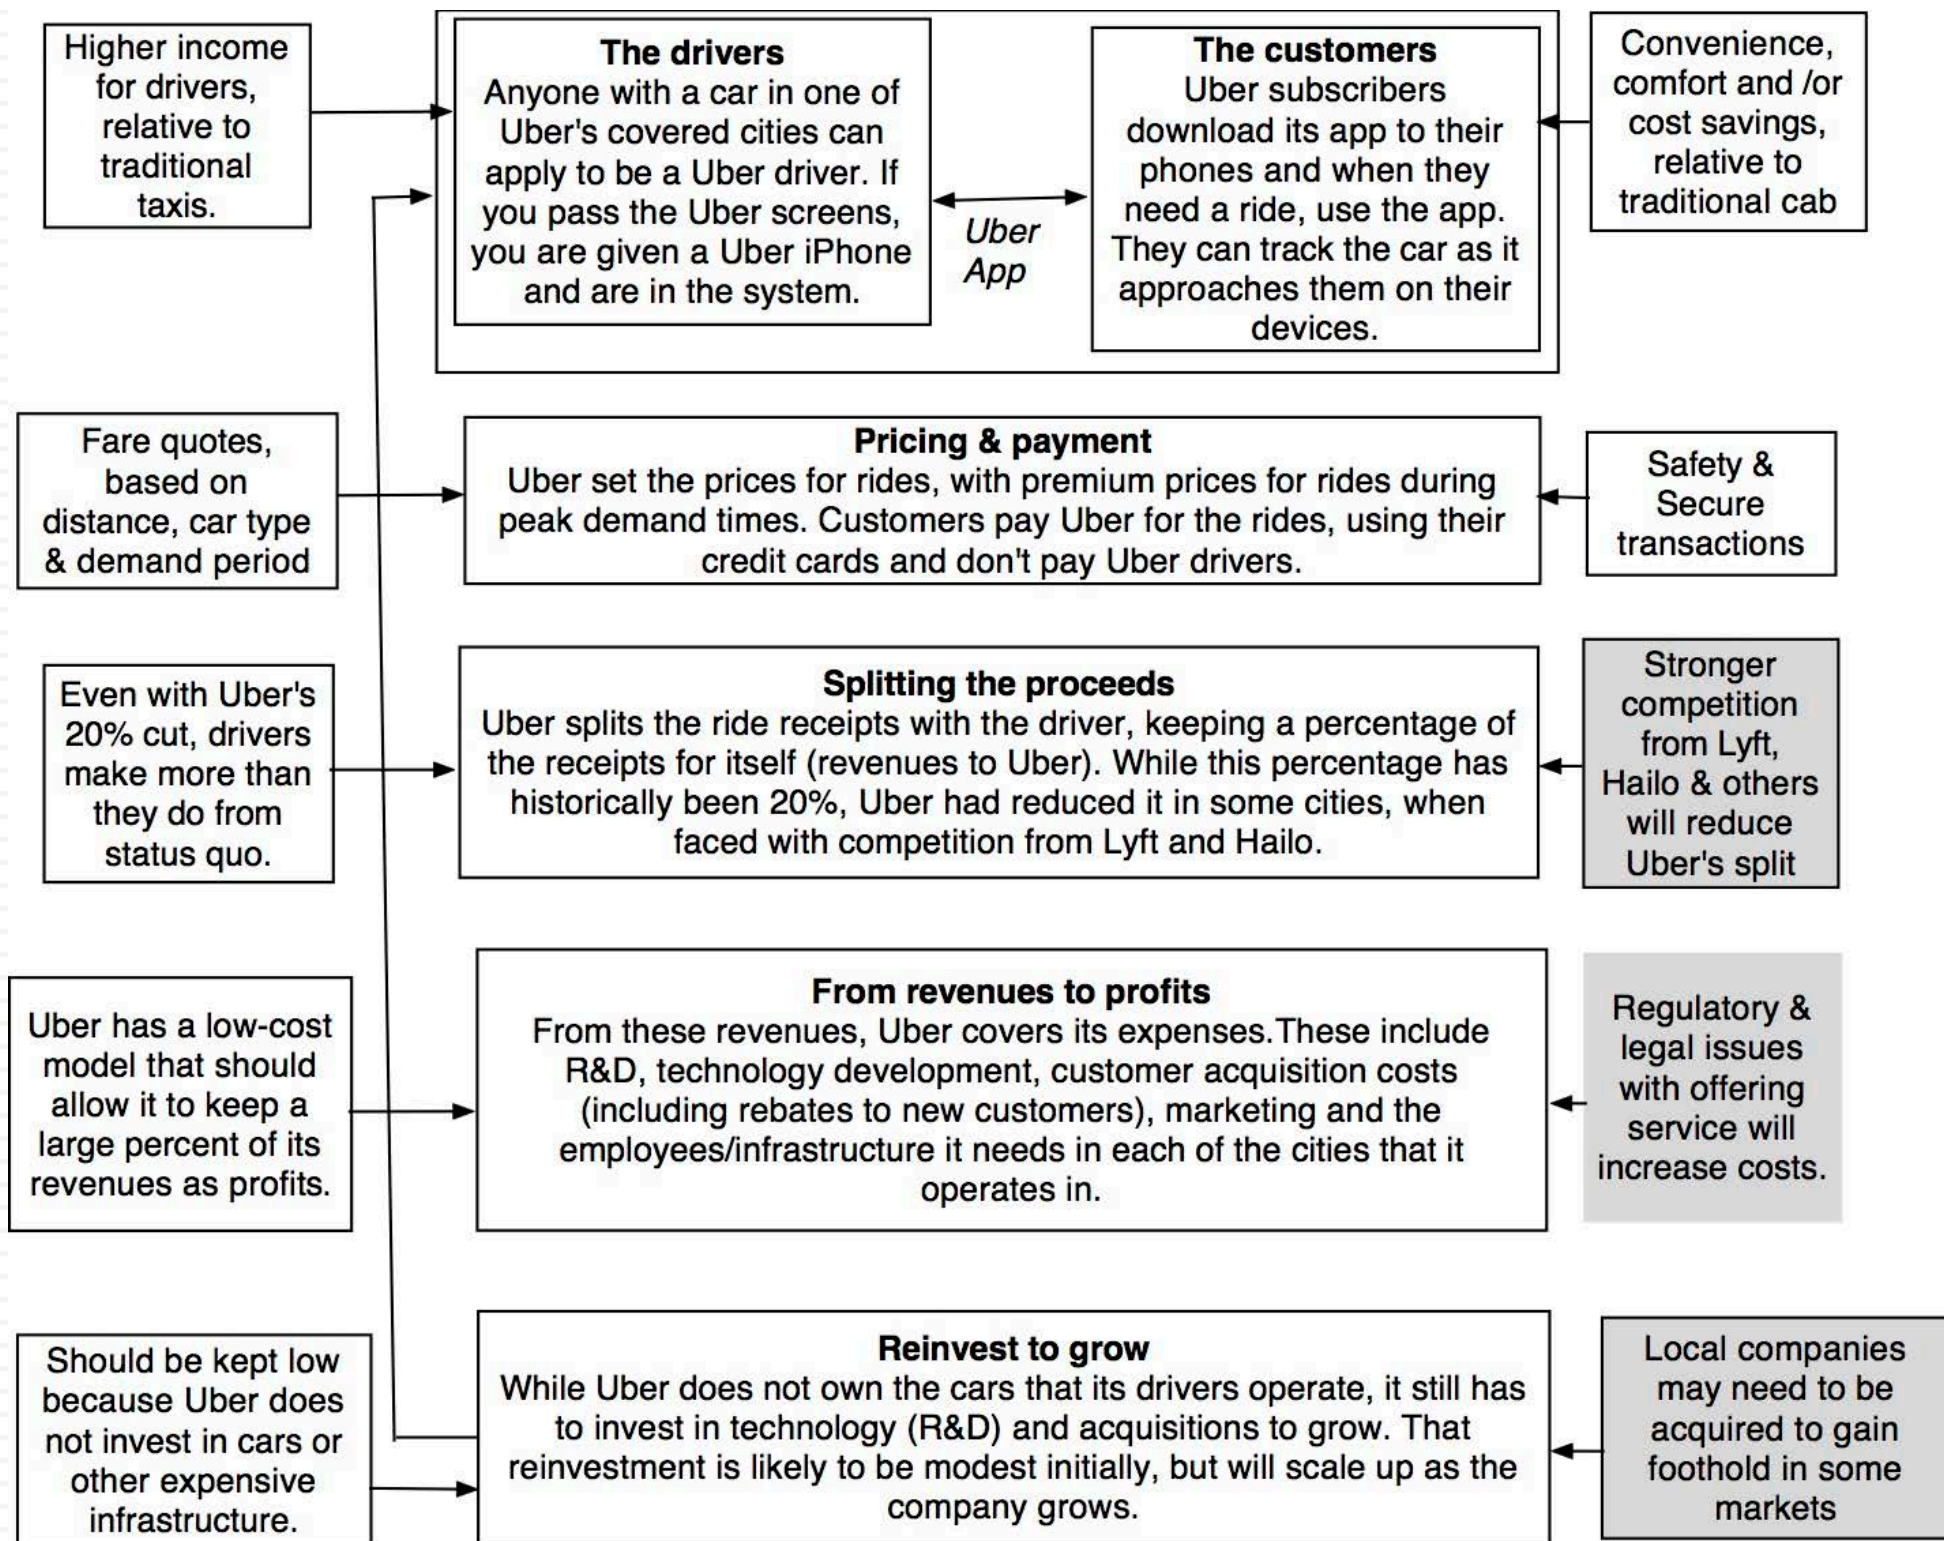 Higher income
for drivers,
relative to
traditional
taxis.
The drivers
Anyone with a car in one of
Uber's covered cities can
apply to be a Uber driver. If
you pass the Uber screens,
you are given a Uber iPhone
and are in the system.
Uber
App
The customers
Uber subscribers
download its app to their
phones and when they
need a ride, use the app.
They can track the car as it
approaches them on their
devices.
Convenience,
comfort and /or
cost savings,
relative to
traditional cab
Fare quotes,
based on
distance, car type
& demand period
Pricing & payment
Uber set the prices for rides, with premium prices for rides during
peak demand times. Customers pay Uber for the rides, using their
credit cards and don't pay Uber drivers.
Safety &
Secure
transactions
Even with Uber's
20% cut, drivers
make more than
they do from
status quo.
Splitting the proceeds
Uber splits the ride receipts with the driver, keeping a percentage of
the receipts for itself (revenues to Uber). While this percentage has
historically been 20%, Uber had reduced it in some cities, when
faced with competition from Lyft and Hailo.
Stronger
competition
from Lyft,
Hailo & others
will reduce
Uber's split
Uber has a low-cost
model that should
allow it to keep a
large percent of its
revenues as profits.
From revenues to profits
From these revenues, Uber covers its expenses.These include
R&D, technology development, customer acquisition costs
(including rebates to new customers), marketing and the
employees/infrastructure it needs in each of the cities that it
operates in.
Regulatory &
legal issues
with offering
service will
increase costs.
Should be kept low
because Uber does
not invest in cars or
other expensive
infrastructure.
Reinvest to grow
While Uber does not own the cars that its drivers operate, it still has
to invest in technology (R&D) and acquisitions to grow. That
reinvestment is likely to be modest initially, but will scale up as the
company grows.
Local companies
may need to be
acquired to gain
foothold in some
markets